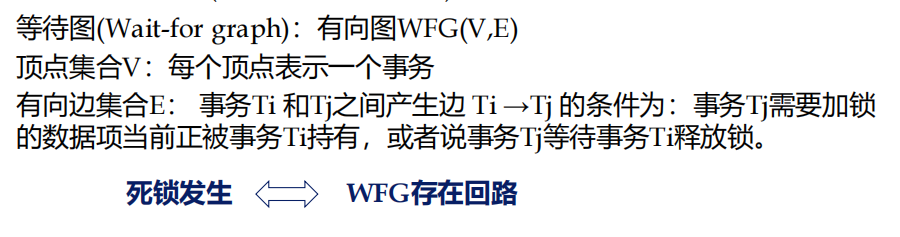 等待图(Wait-for graph)：有向图WFG(V,E)
顶点集合V：每个顶点表示一个事务
有向边集合E： 事务Ti 和Tj之间产生边 Ti →Tj 的条件为：事务Tj需要加锁
的数据项当前正被事务Ti持有，或者说事务Tj等待事务Ti释放锁。
死锁发生 ⟺ WFG存在回路